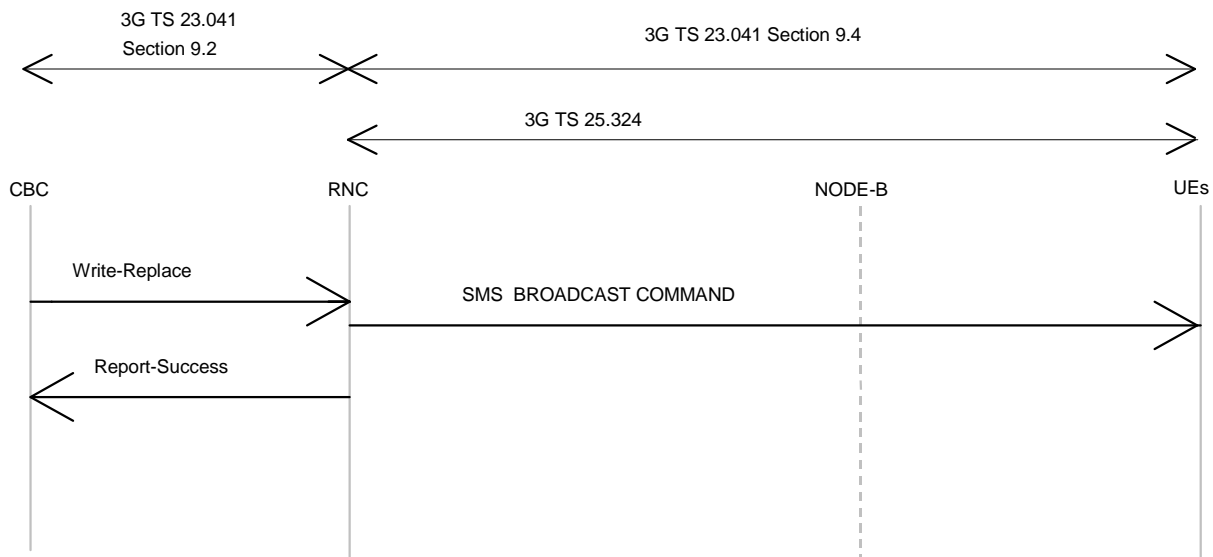 3G TS 23.041
Section 9.2
3G TS 23.041 Section 9.4
3G TS 25.324
CBC
RNC
NODE-B
UEs
Write-Replace
SMS  BROADCAST COMMAND
Report-Success